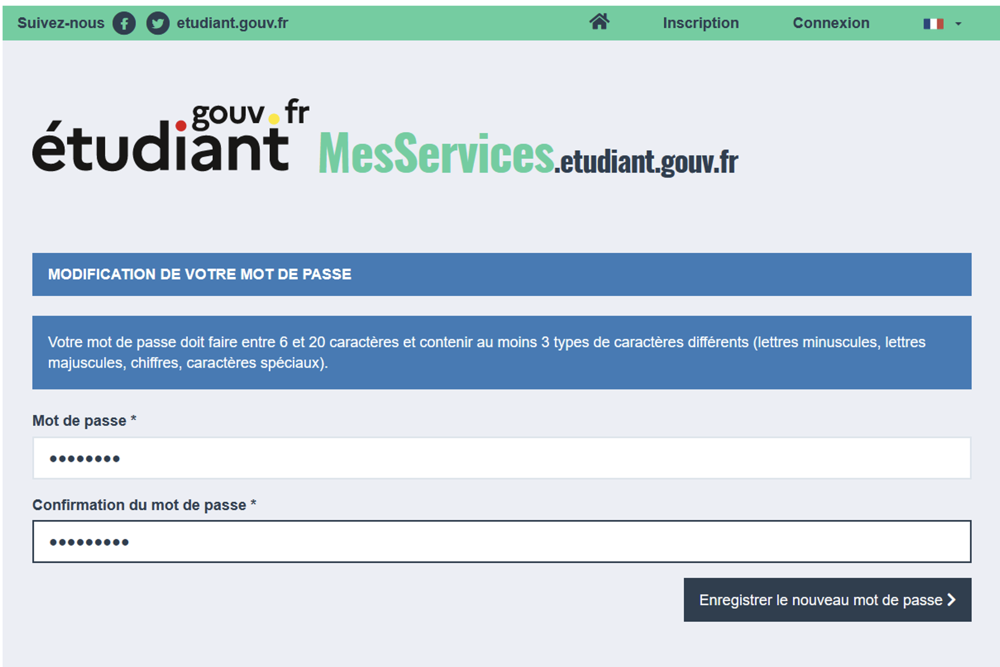 Suivez-nous etudiant.gouv.fr Inscription Connexion
gouv.fr
étudiant
MesServices.etudiant.gouv.fr
MODIFICATION DE VOTRE MOT DE PASSE
Votre mot de passe doit faire entre 6 et 20 caractères et contenir au moins 3 types de caractères différents (lettres minuscules, lettres
majuscules, chiffres, caractères spéciaux).
Mot de passe *
••••••••
Confirmation du mot de passe *
•••••••••
Enregistrer le nouveau mot de passe